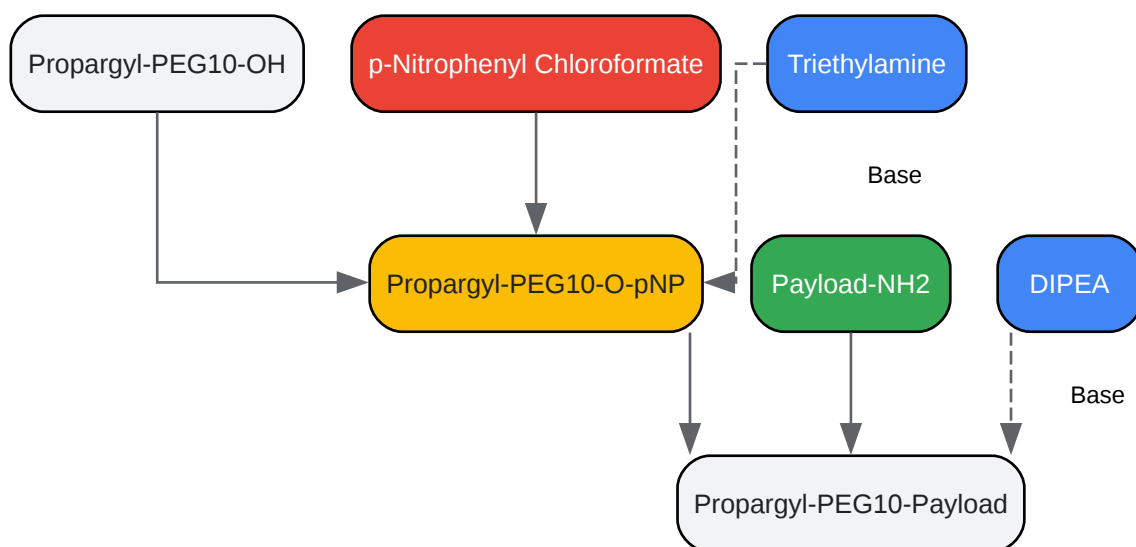 Propargyl-PEG10-OH
p-Nitrophenyl Chloroformate
Triethylamine
Base
Propargyl-PEG10-O-pNP
Payload-NH2
DIPEA
Base
Propargyl-PEG10-Payload